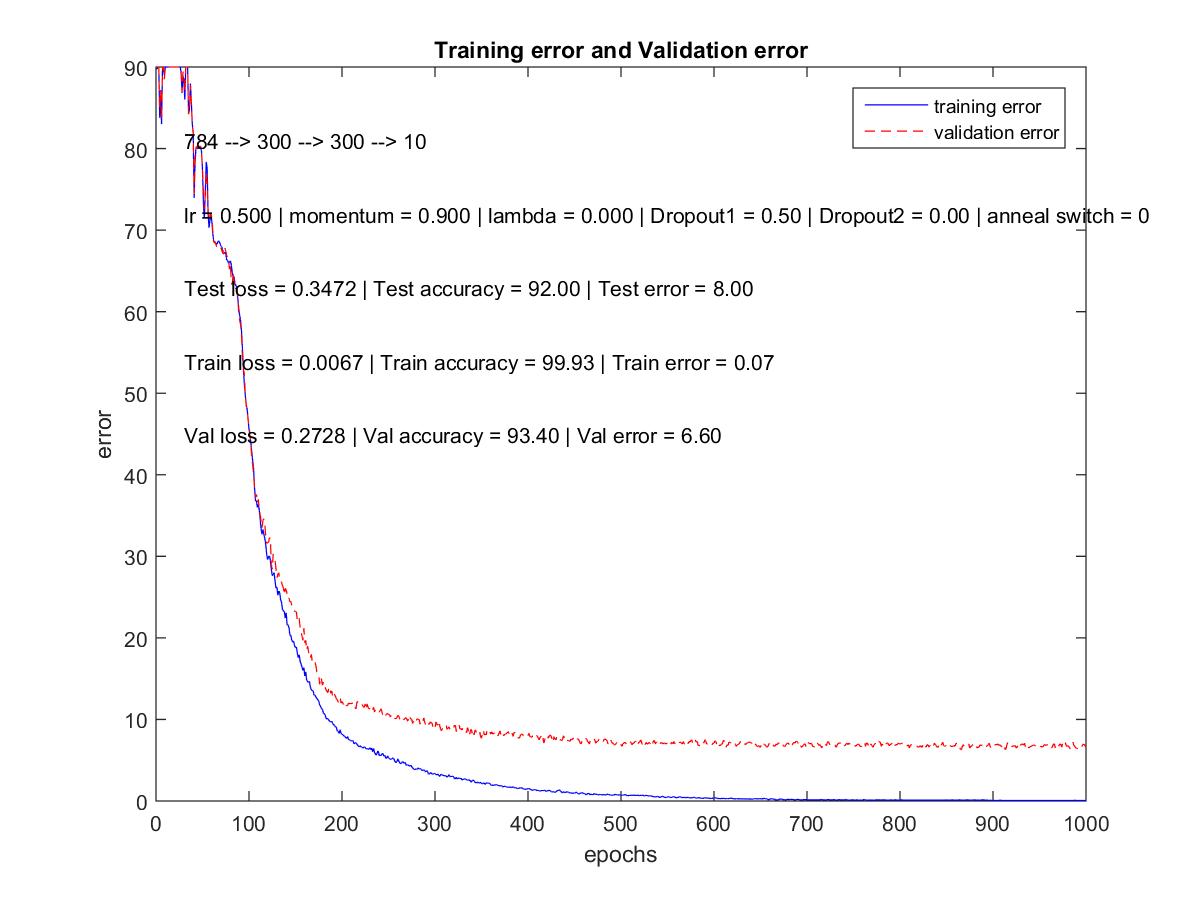 Training error and Validation error
90
training error
validation error
80
784 --> 300 --> 300 --> 10
lr = 0.500 | momentum = 0.900 | lambda = 0.000 | Dropout1 = 0.50 | Dropout2 = 0.00 | anneal switch = 0
70
Test loss = 0.3472 | Test accuracy = 92.00 | Test error = 8.00
60
Train loss = 0.0067 | Train accuracy = 99.93 | Train error = 0.07
50
Val loss = 0.2728 | Val accuracy = 93.40 | Val error = 6.60
error
40
30
20
10
0
0 100 200 300 400 500 600 700 800 900 1000
epochs